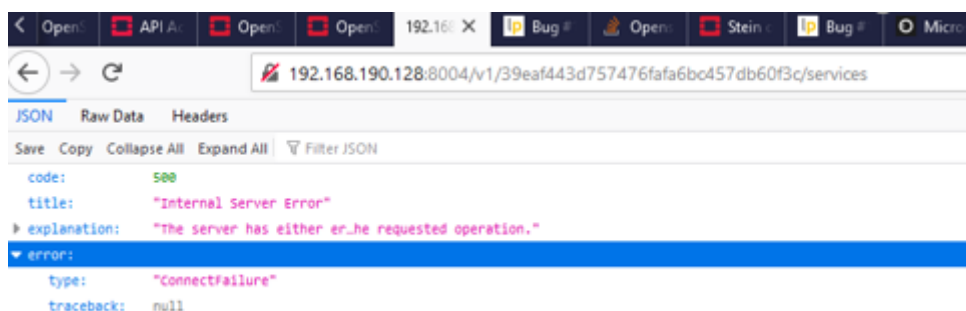 OpenS API Ac OpenS OpenS 192.168 Bug # Opens Stein c Bug # Micro
192.168.190.128:8004/v1/39eaf443d757476fafa6bc457db60f3c/services
JSON Raw Data Headers
Save Copy Collapse All Expand All Filter JSON
code: 500
title: "Internal Server Error"
explanation: "The server has either er…he requested operation."
error:
type: "ConnectFailure"
traceback: null